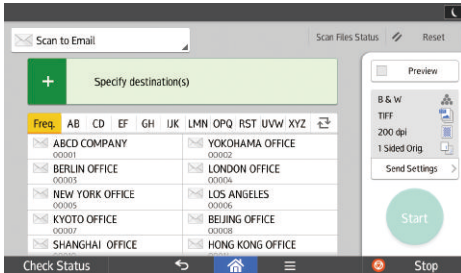 Scan to Email
Scan Files Status
Reset
+ Specify destination(s)
Preview
Freq. AB CD EF GH IJK LMN OPQ RST UVW XYZ
ABCD COMPANY
00001
YOKOHAMA OFFICE
00002
BERLIN OFFICE
00003
LONDON OFFICE
00004
NEW YORK OFFICE
00005
LOS ANGELES
00006
KYOTO OFFICE
00007
BEIJING OFFICE
00008
SHANGHAI OFFICE
HONG KONG OFFICE
B & W
TIFF
200 dpi
1 Sided Orig.
Send Settings
Start
Check Status
Stop